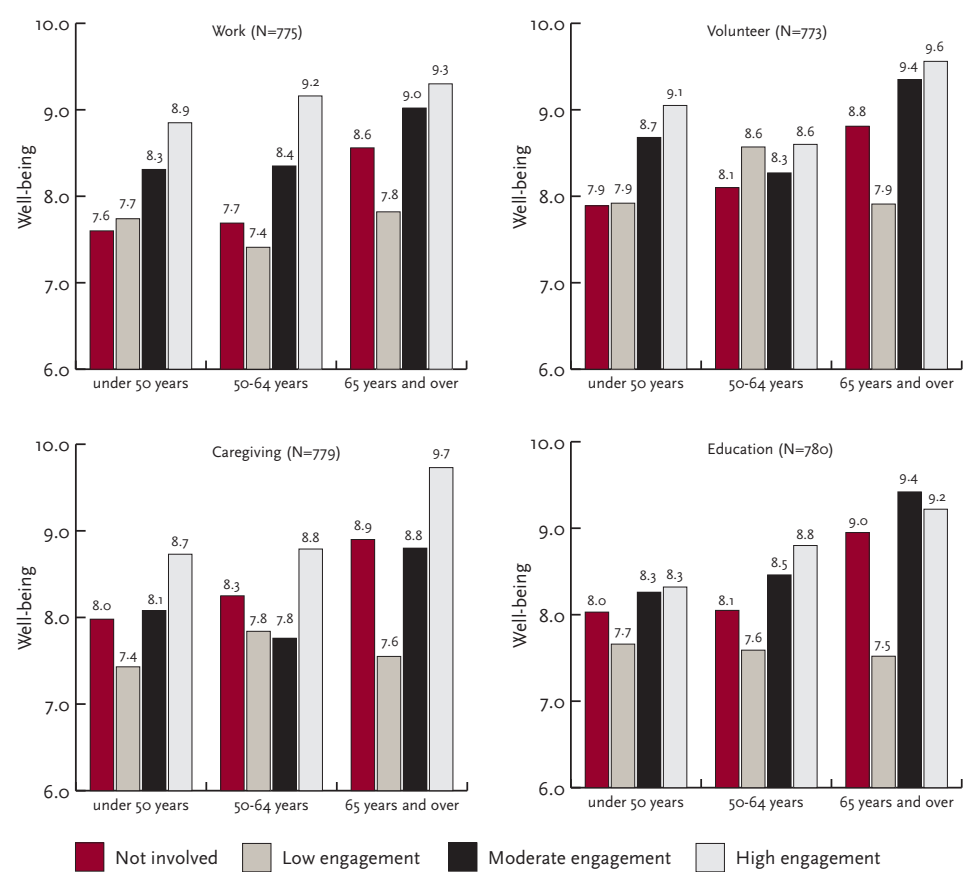 Work (N=775)
Well-being
10.0
9.0
8.0
7.0
6.0
7.6 7.7 8.3 8.9
7.7 7.4 8.4 9.2
8.6 7.8 9.0 9.3
under 50 years 50-64 years 65 years and over
Volunteer (N=773)
Well-being
10.0
9.0
8.0
7.0
6.0
7.9 7.9 8.7 9.1
8.1 8.6 8.3 8.6
8.8 7.9 9.4 9.6
under 50 years 50-64 years 65 years and over
Caregiving (N=779)
Well-being
10.0
9.0
8.0
7.0
6.0
8.0 7.4 8.1 8.7
8.3 7.8 7.8 8.8
8.9 7.6 8.8 9.7
under 50 years 50-64 years 65 years and over
Education (N=780)
Well-being
10.0
9.0
8.0
7.0
6.0
8.0 7.7 8.3 8.3
8.1 7.6 8.5 8.8
9.0 7.5 9.4 9.2
under 50 years 50-64 years 65 years and over
Not involved Low engagement Moderate engagement High engagement